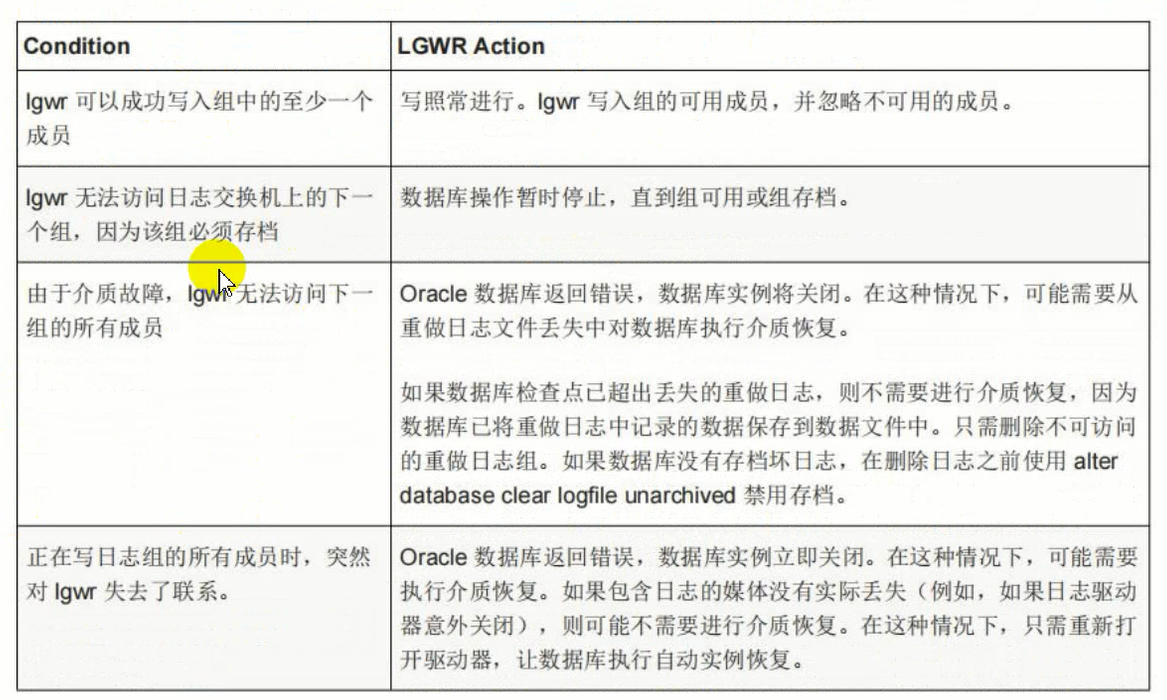 Condition
LGWR Action
lgwr 可以成功写入组中的至少一个
成员
写照常进行。lgwr 写入组的可用成员，并忽略不可用的成员。
lgwr 无法访问日志交换机上的下一
个组，因为该组必须存档
数据库操作暂时停止，直到组可用或组存档。
由于介质故障，lgwr 无法访问下一
组的所有成员
Oracle 数据库返回错误，数据库实例将关闭。在这种情况下，可能需要从
重做日志文件丢失中对数据库执行介质恢复。
如果数据库检查点已超出丢失的重做日志，则不需要进行介质恢复，因为
数据库已将重做日志中记录的数据保存到数据文件中。只需删除不可访问
的重做日志组。如果数据库没有存档坏日志，在删除日志之前使用 alter
database clear logfile unarchived 禁用存档。
正在写日志组的所有成员时，突然
对 lgwr 失去了联系。
Oracle 数据库返回错误，数据库实例立即关闭。在这种情况下，可能需要
执行介质恢复。如果包含日志的媒体没有实际丢失（例如，如果日志驱动
器意外关闭），则可能不需要进行介质恢复。在这种情况下，只需重新打
开驱动器，让数据库执行自动实例恢复。